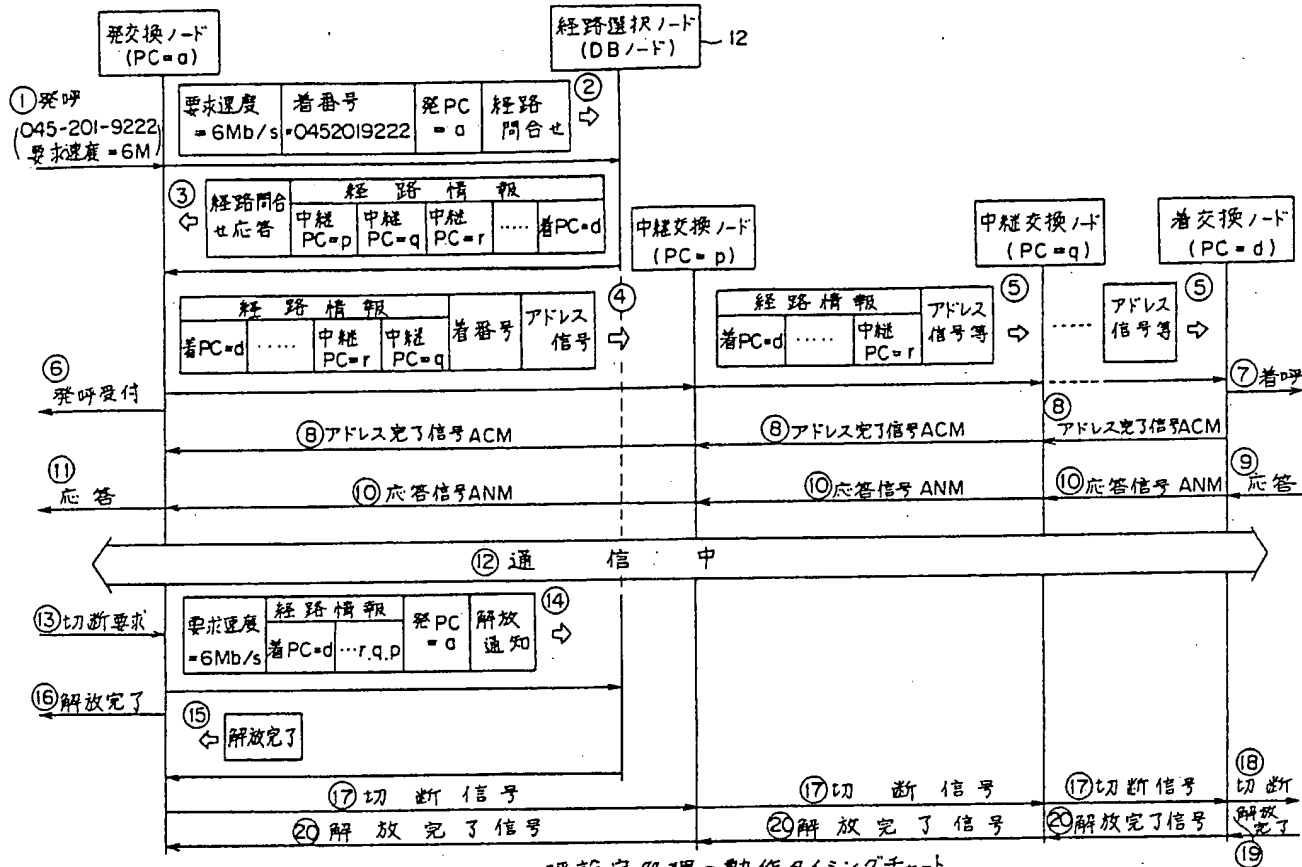 発交換ノード
(PC=a)
経路選択ノード
(DBノード)
12
①発呼
(045-201-9222
要求速度=6M)
要求速度
=6Mb/s
着番号
=0452019222
発PC
=a
経路
問合せ
②
③
経路問合
せ応答
経路情報
中継
PC=p
中継
PC=q
中継
PC=r
‥‥‥
着PC=d
中継交換ノード
(PC=p)
中継交換ノード
(PC=q)
着交換ノード
(PC=d)
経路情報
着PC=d
‥‥‥
中継
PC=r
中継
PC=q
着番号
アドレス
信号
④
経路情報
着PC=d
‥‥‥
中継
PC=r
アドレス
信号等
⑤
‥‥‥
アドレス
信号等
⑤
⑥
発呼受付
⑦着呼
⑧アドレス完了信号ACM
⑧アドレス完了信号ACM
⑧
アドレス完了信号ACM
⑪
応答
⑩応答信号ANM
⑩応答信号ANM
⑩応答信号ANM
⑨
応答
⑫通信中
⑬切断要求
要求速度
=6Mb/s
経路情報
着PC=d
…r.q.p
発PC
=a
解放
通知
⑭
⑯解放完了
⑮
解放完了
⑰切断信号
⑰切断信号
⑰切断信号
⑱
切断
⑳解放完了信号
⑳解放完了信号
⑳解放完了信号
解放
完了
⑲